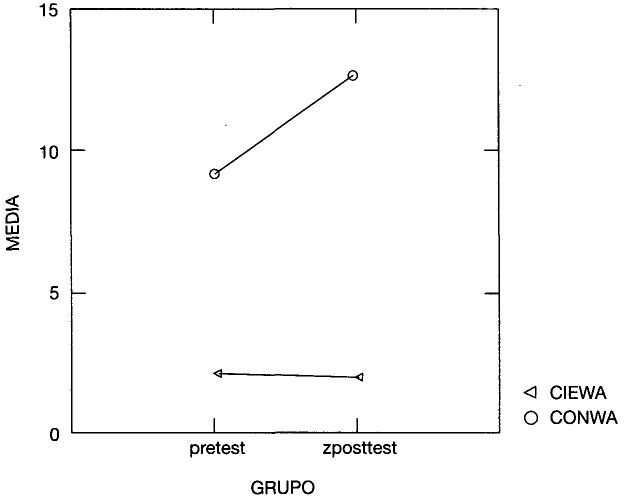 15
10
5
0
MEDIA
pretest zposttest
GRUPO
CIEWA
CONWA